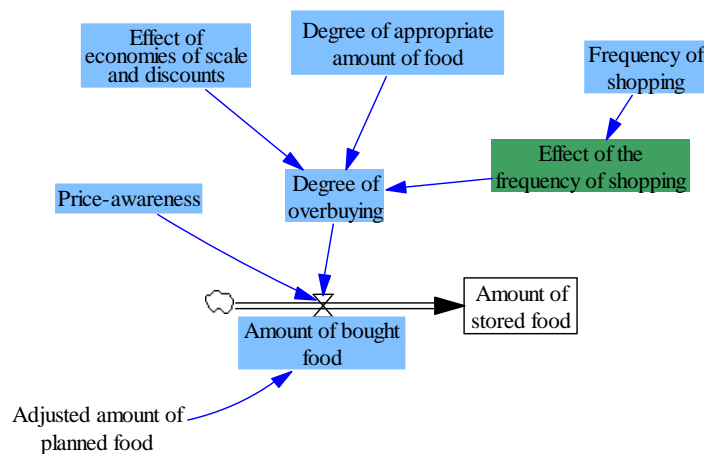 Effect of
economies of scale
and discounts
Degree of appropriate
amount of food
Frequency of
shopping
Effect of the
frequency of shopping
Degree of
overbuying
Price-awareness
Amount of
stored food
Amount of bought
food
Adjusted amount of
planned food